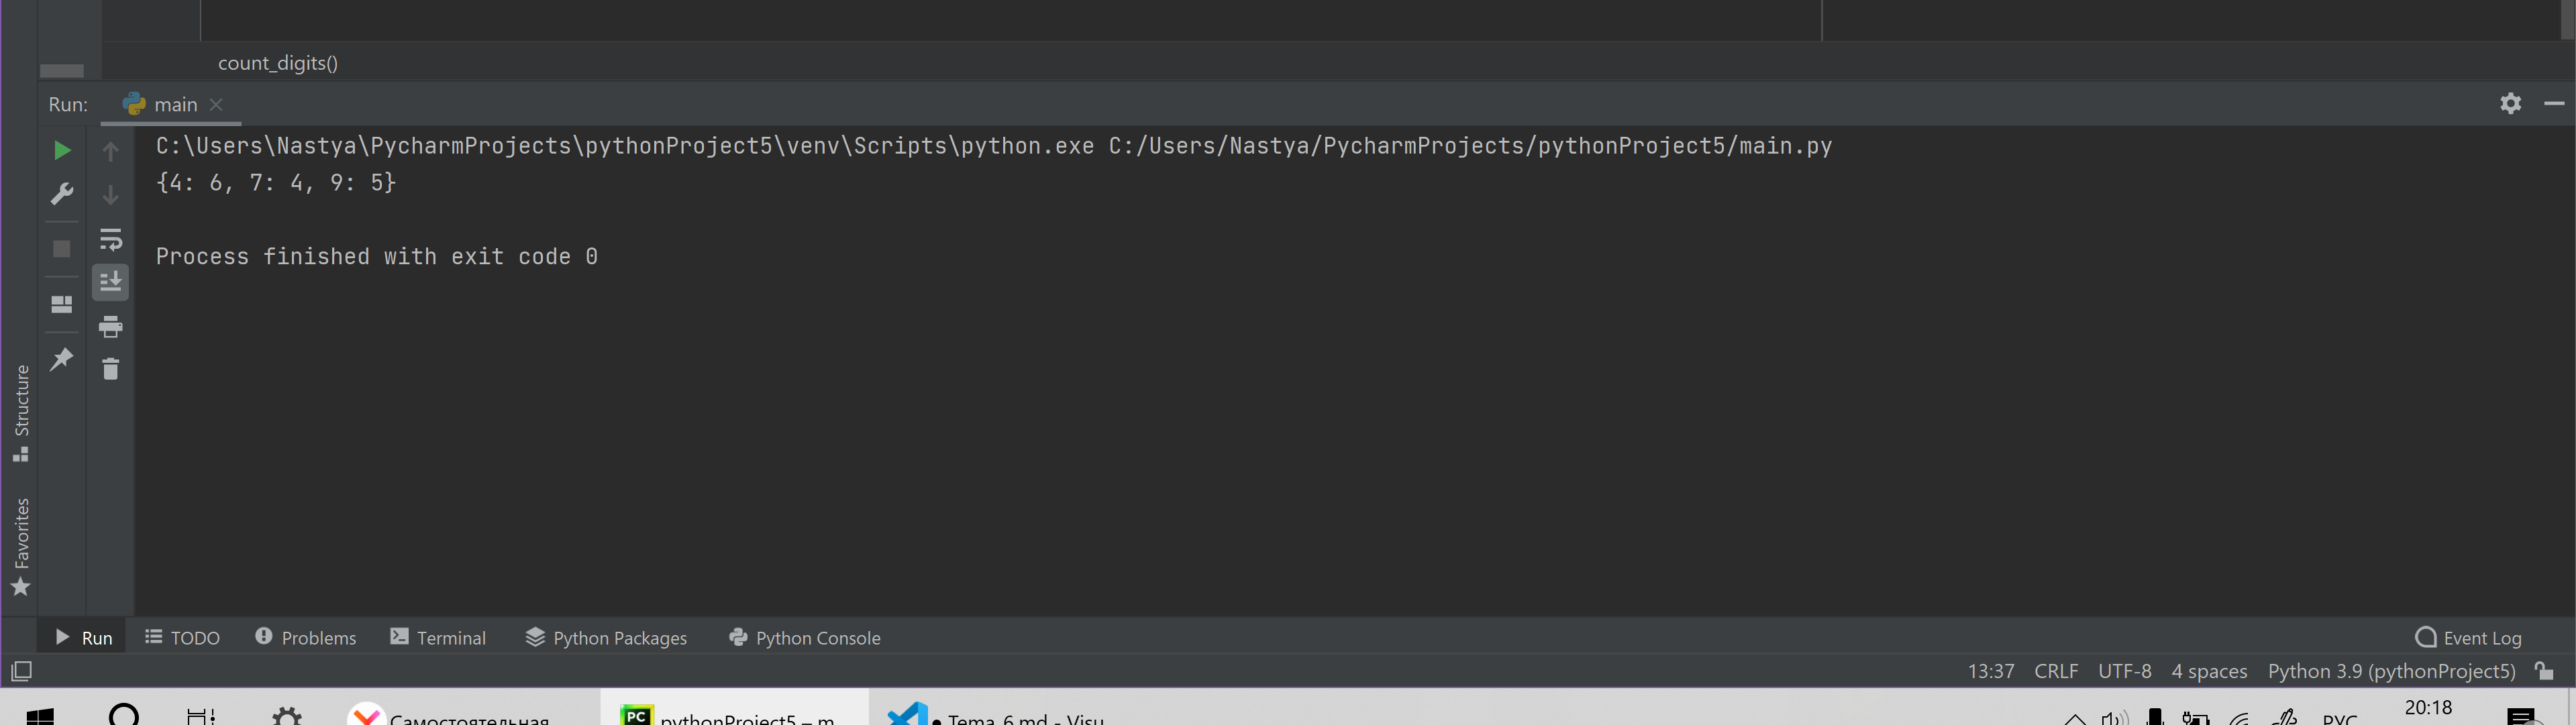 count_digits()
Run: main
C:\Users\Nastya\PycharmProjects\pythonProject5\venv\Scripts\python.exe C:/Users/Nastya/PycharmProjects/pythonProject5/main.py
{4: 6, 7: 4, 9: 5}
Process finished with exit code 0
Structure
Favorites
Run TODO Problems Terminal Python Packages Python Console Event Log
13:37 CRLF UTF-8 4 spaces Python 3.9 (pythonProject5)
PC Самостоятельная pythonProject5 – m Tema_6.md - Visu РУС 20:18